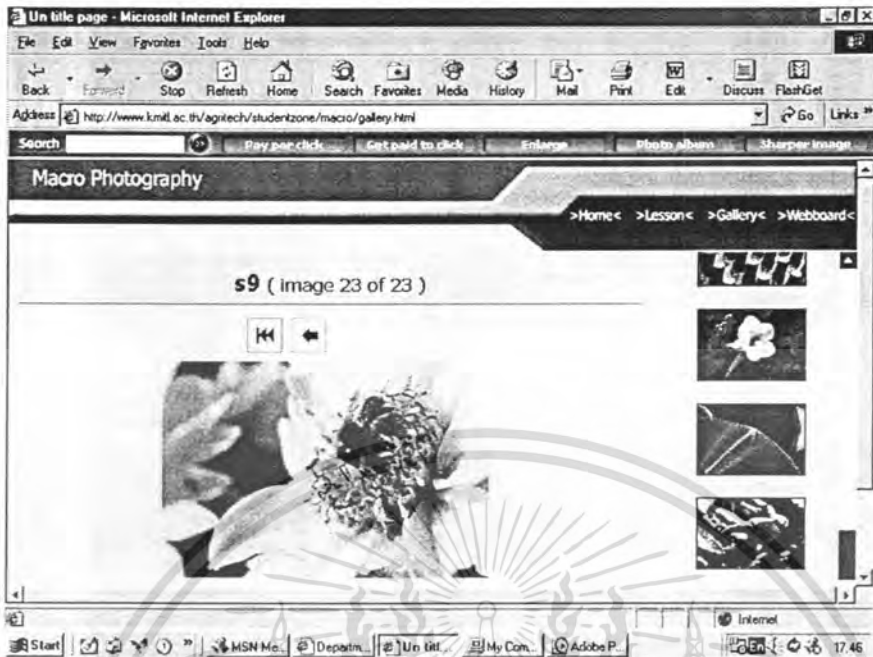 Un title page - Microsoft Internet Explorer
File Edit View Favorites Tools Help
Back Forward Stop Refresh Home Search Favorites Media History Mail Print Edit Discuss FlashGet
Address http://www.kmitl.ac.th/agritech/studentzone/macro/gallery.html Go Links »
Search Pay per click Get paid to click Enlarge Photo album Sharper image
Macro Photography
>Home< >Lesson< >Gallery< >Webboard<
s9 ( image 23 of 23 )
Internet
Start » MSN Me... Departm... Un titl... My Com... Adobe P... En 17.46